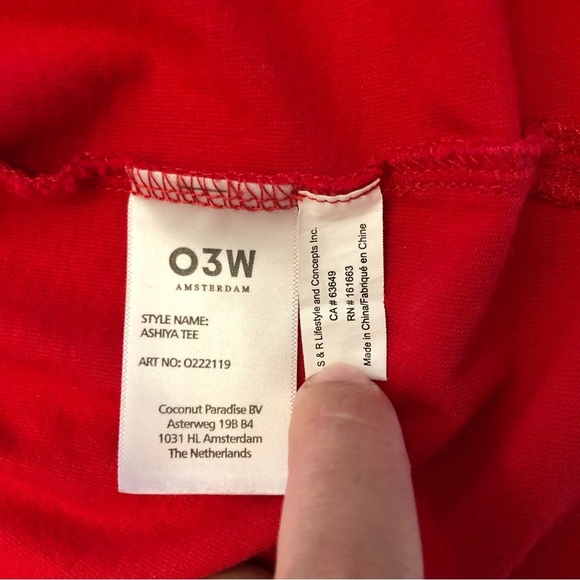 O3W
AMSTERDAM
STYLE NAME:
ASHIYA TEE
ART NO: O222119
Coconut Paradise BV
Asterweg 19B B4
1031 HL Amsterdam
The Netherlands
S & R Lifestyle and Concepts Inc.
CA # 63649
RN # 161663
Made in China/Fabriqué en Chine